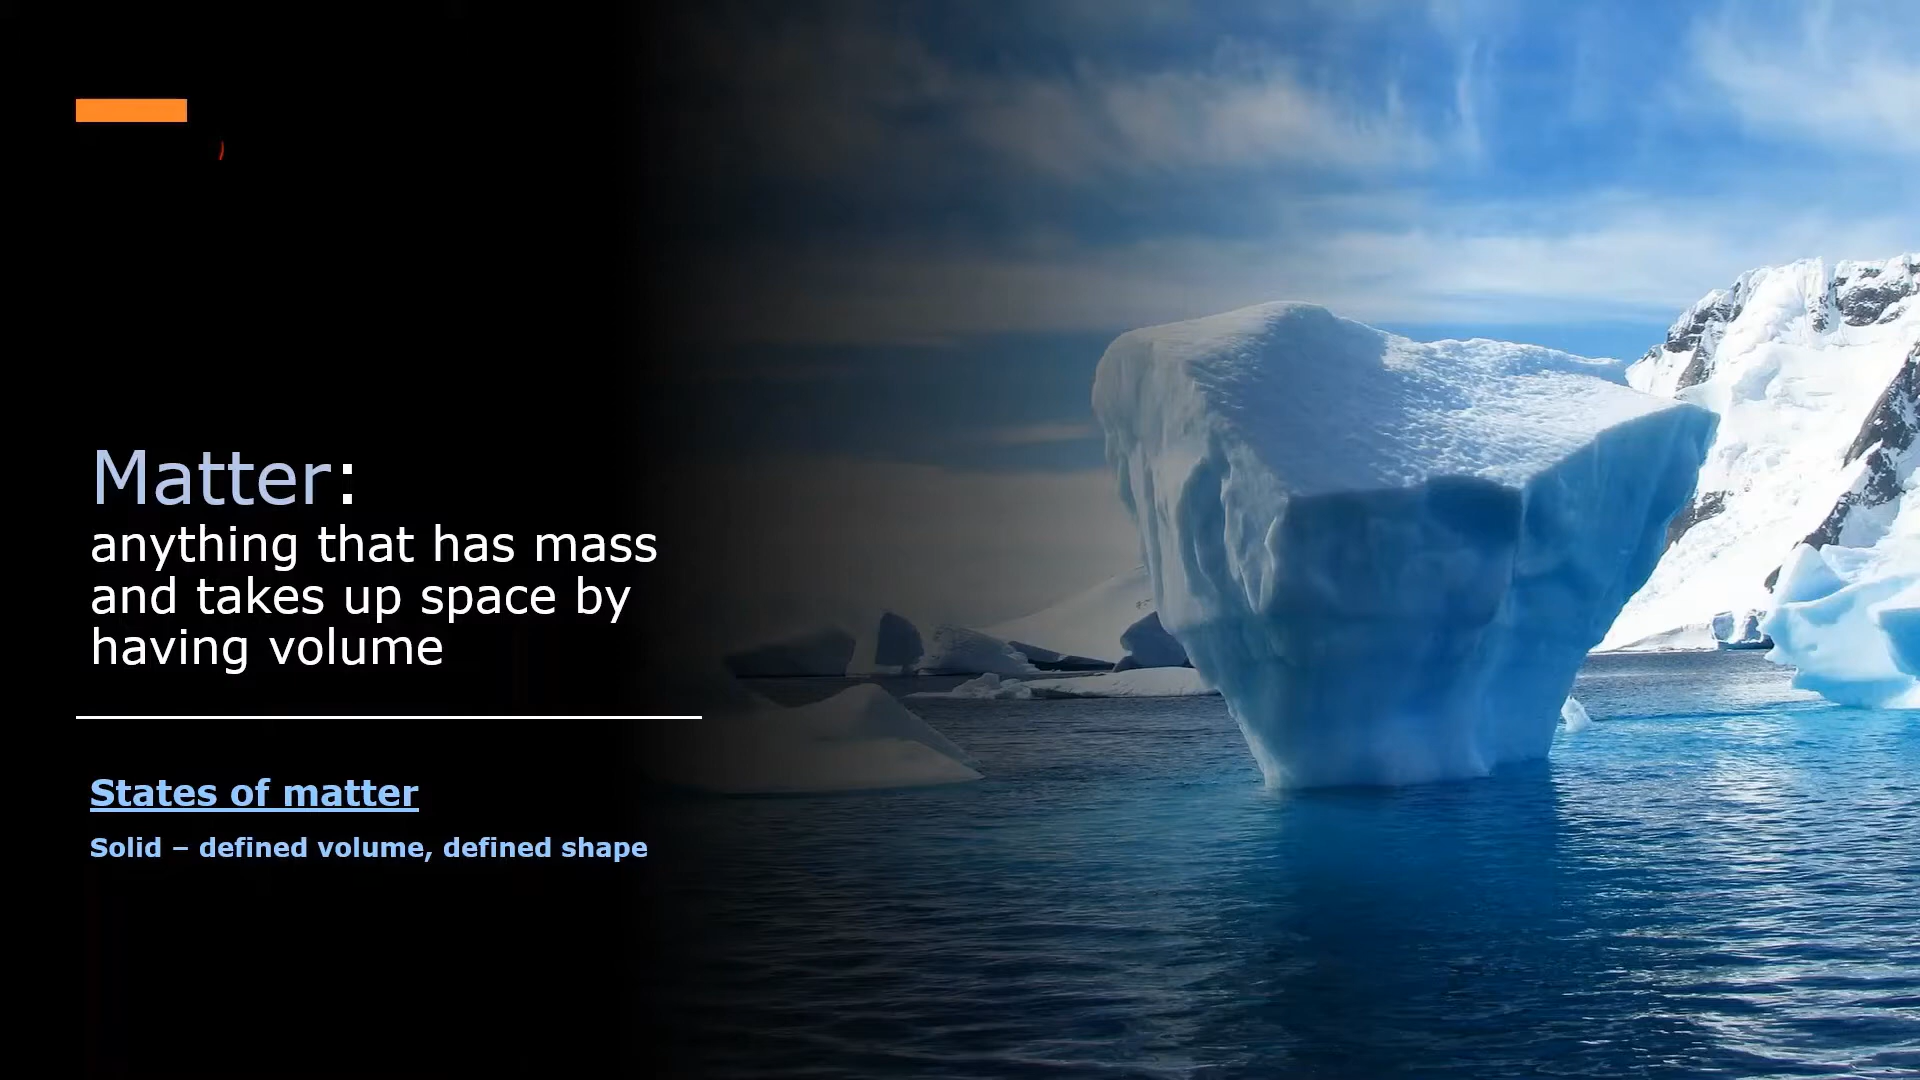 Matter:
anything that has mass
and takes up space by
having volume
States of matter
Solid – defined volume, defined shape